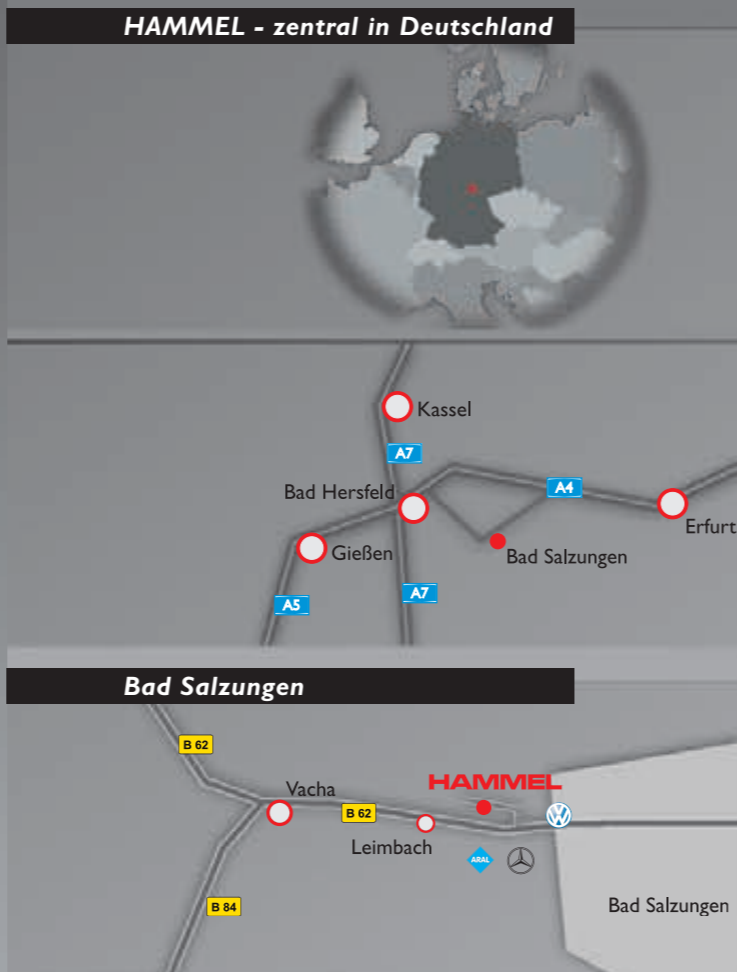 HAMMEL - zentral in Deutschland
Kassel
A7
Bad Hersfeld
A4
Erfurt
Gießen
Bad Salzungen
A5
A7
Bad Salzungen
B 62
HAMMEL
Vacha
B 62
Leimbach
ARAL
B 84
Bad Salzungen